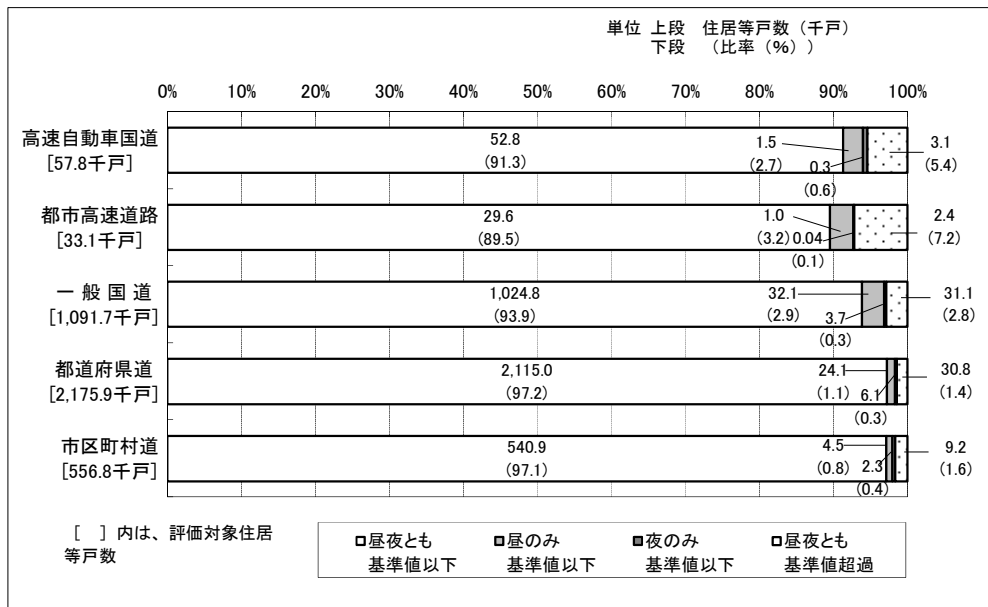 単位 上段 住居等戸数(千戸)
下段 (比率(%))
0% 10% 20% 30% 40% 50% 60% 70% 80% 90% 100%
高速自動車国道
[57.8千戸]
52.8
(91.3)
1.5
(2.7)
0.3
(0.6)
3.1
(5.4)
都市高速道路
[33.1千戸]
29.6
(89.5)
1.0
(3.2)
0.04
(0.1)
2.4
(7.2)
一般国道
[1,091.7千戸]
1,024.8
(93.9)
32.1
(2.9)
3.7
(0.3)
31.1
(2.8)
都道府県道
[2,175.9千戸]
2,115.0
(97.2)
24.1
(1.1)
6.1
(0.3)
30.8
(1.4)
市区町村道
[556.8千戸]
540.9
(97.1)
4.5
(0.8)
2.3
(0.4)
9.2
(1.6)
[ ]内は、評価対象住居
等戸数
昼夜とも
基準値以下
昼のみ
基準値以下
夜のみ
基準値以下
昼夜とも
基準値超過